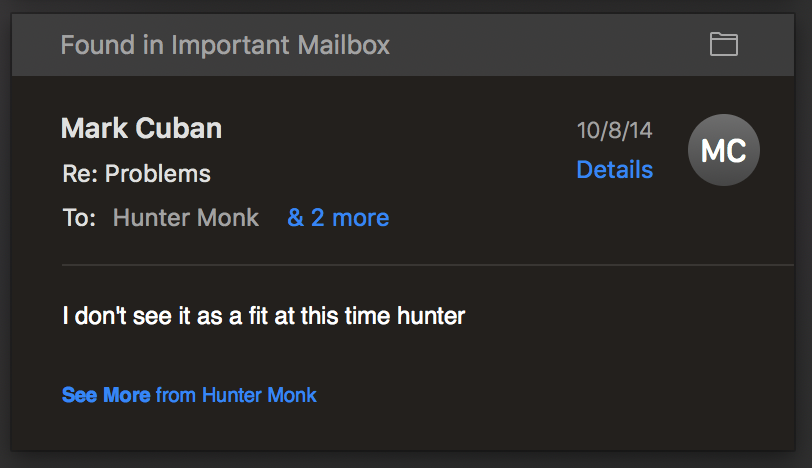 Found in Important Mailbox
Mark Cuban 10/8/14 MC
Re: Problems Details
To: Hunter Monk & 2 more
I don't see it as a fit at this time hunter
See More from Hunter Monk